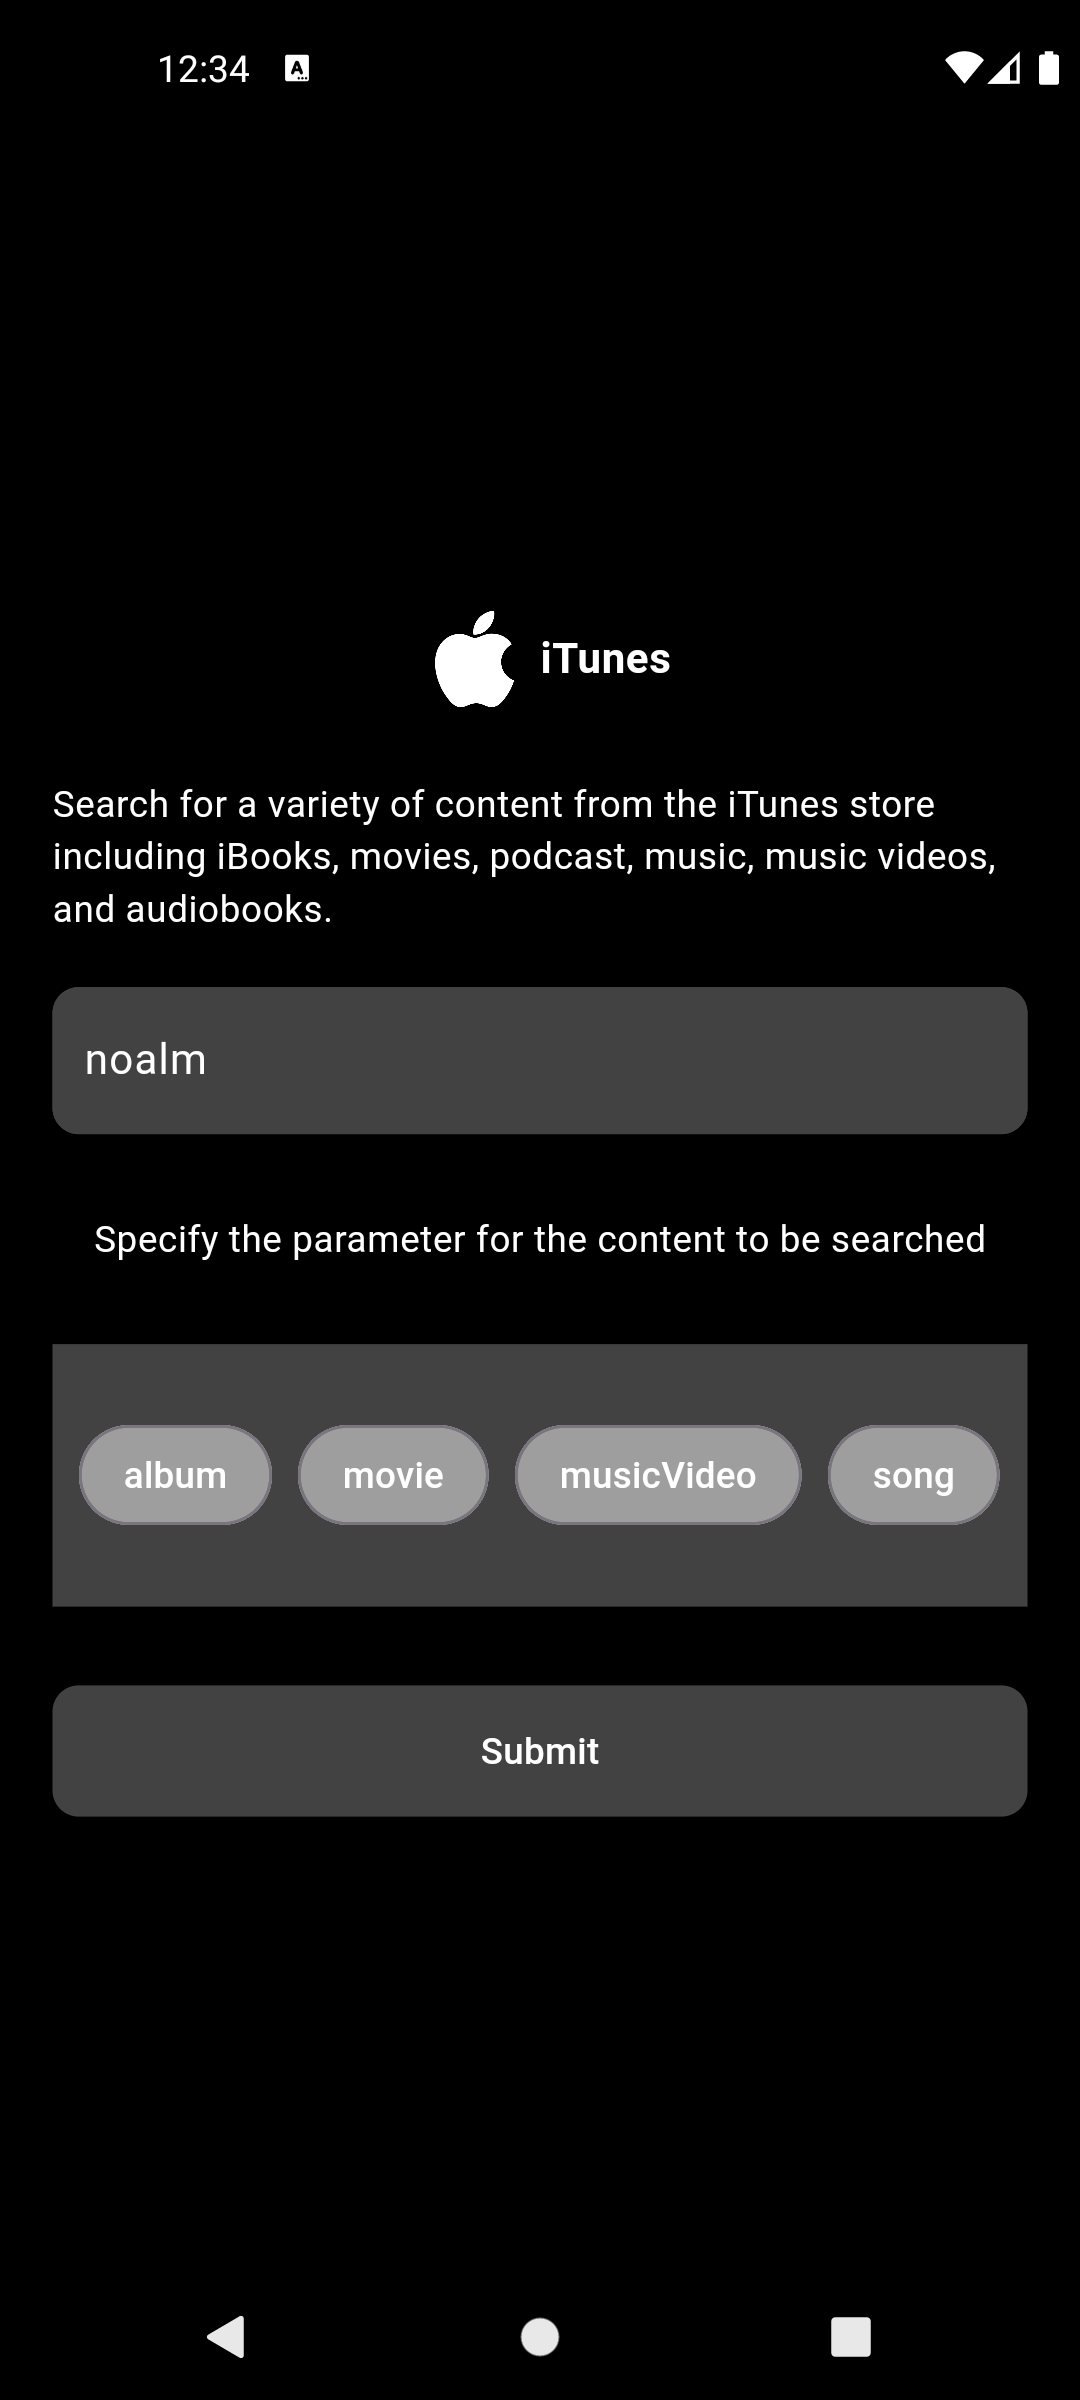 12:34
iTunes
Search for a variety of content from the iTunes store
including iBooks, movies, podcast, music, music videos,
and audiobooks.
noalm
Specify the parameter for the content to be searched
album movie musicVideo song
Submit